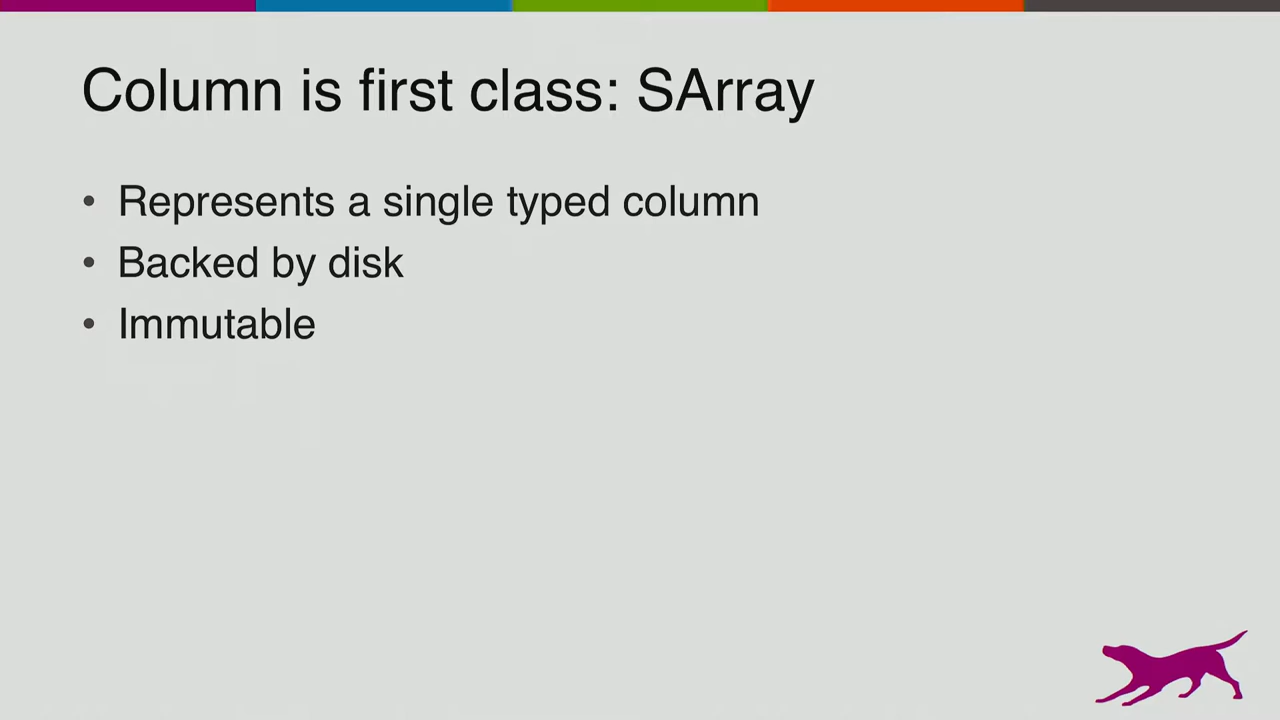 Column is first class: SArray
• Represents a single typed column
• Backed by disk
• Immutable